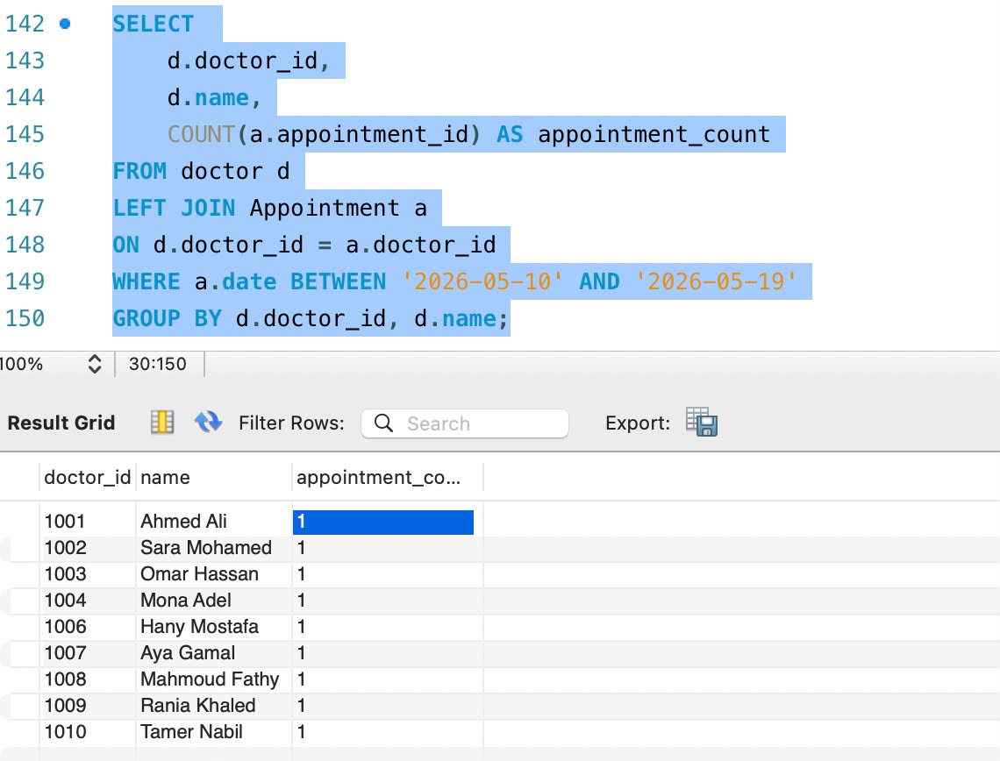 142 SELECT
143 d.doctor_id,
144 d.name,
145 COUNT(a.appointment_id) AS appointment_count
146 FROM doctor d
147 LEFT JOIN Appointment a
148 ON d.doctor_id = a.doctor_id
149 WHERE a.date BETWEEN '2026-05-10' AND '2026-05-19'
150 GROUP BY d.doctor_id, d.name;
100% 30:150
Result Grid Filter Rows: Search Export:
doctor_id name appointment_co...
1001 Ahmed Ali 1
1002 Sara Mohamed 1
1003 Omar Hassan 1
1004 Mona Adel 1
1006 Hany Mostafa 1
1007 Aya Gamal 1
1008 Mahmoud Fathy 1
1009 Rania Khaled 1
1010 Tamer Nabil 1